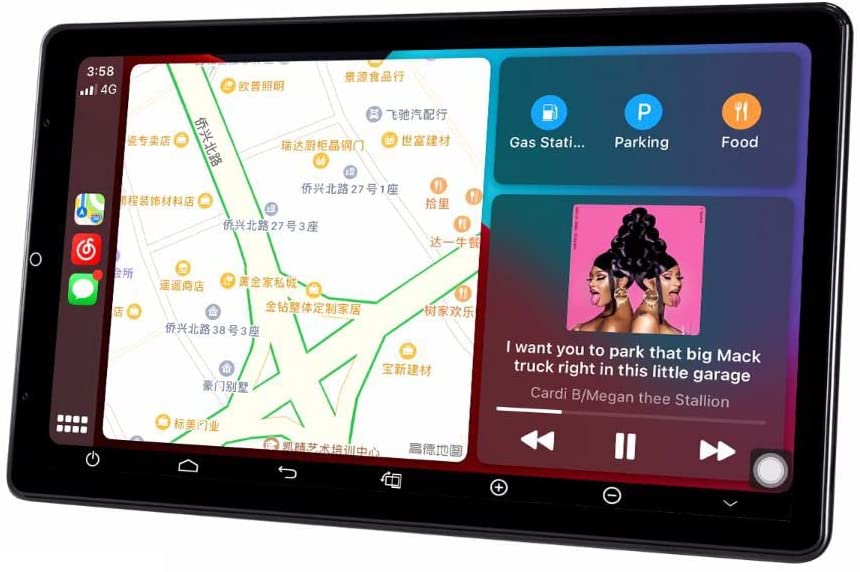 3:58
4G
欧普照明
景源食品行
飞驰汽配行
侨兴北路
瓷专卖店
瑞达厨柜晶钢门
世富建材
侨兴北路27号1座
拾里
郡程装饰材料店
侨兴北路27号3座
达一牛餐
会所
遥遥商店
黄金家私城
金钻整体定制家居
树家欢乐
店
侨兴北路38号3座
宝新建材
豪门别墅
标美门业
凯晴艺术培训中心
高德地图
Gas Stati...
P
Parking
Food
I want you to park that big Mack
truck right in this little garage
Cardi B/Megan thee Stallion